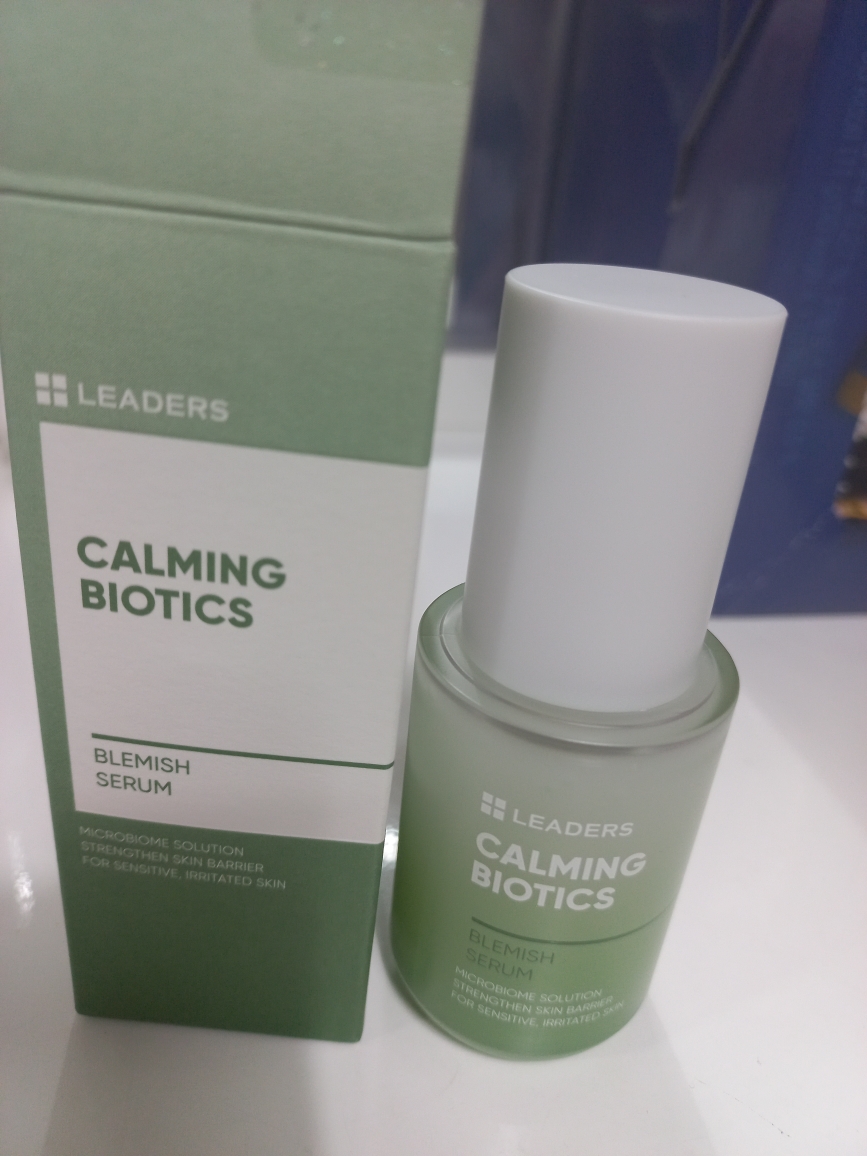 LEADERS
CALMING
BIOTICS
BLEMISH
SERUM
MICROBIOME SOLUTION
STRENGTHEN SKIN BARRIER
FOR SENSITIVE, IRRITATED SKIN
LEADERS
CALMING
BIOTICS
BLEMISH
SERUM
MICROBIOME SOLUTION
STRENGTHEN SKIN BARRIER
FOR SENSITIVE, IRRITATED SKIN